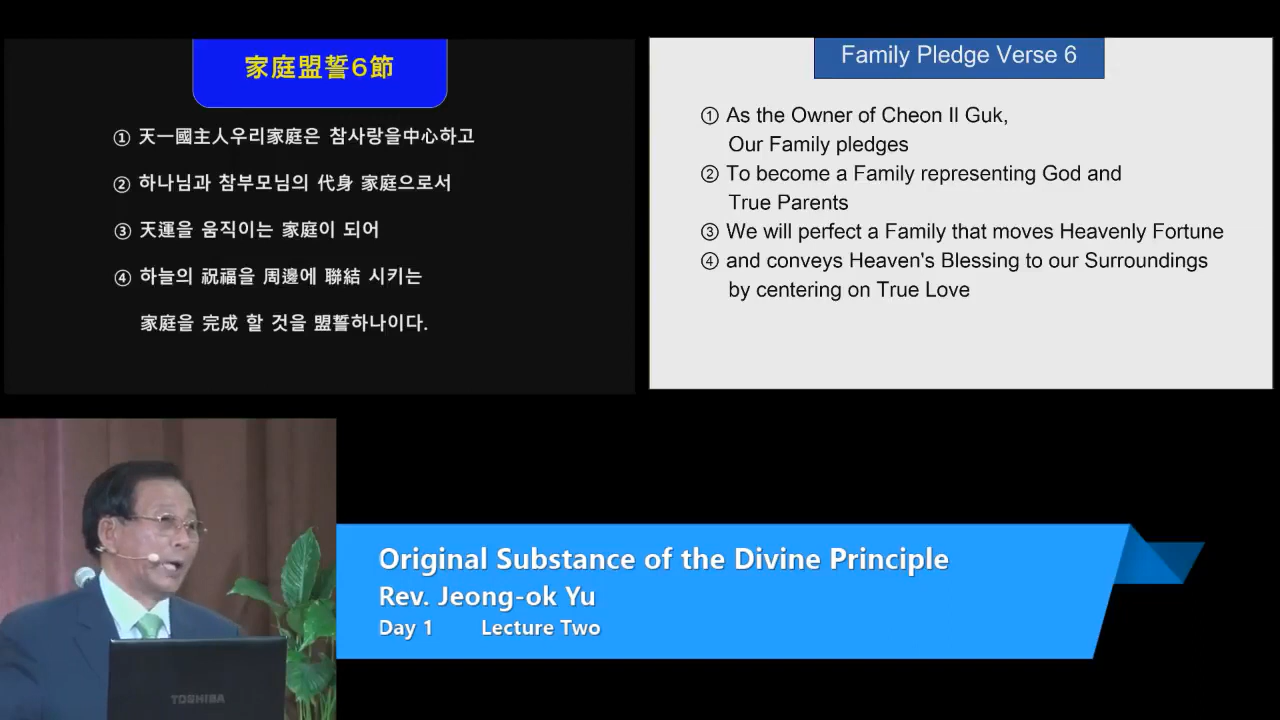 家庭盟誓6節
① 天一國主人우리家庭은 참사랑을中心하고
② 하나님과 참부모님의 代身 家庭으로서
③ 天運을 움직이는 家庭이 되어
④ 하늘의 祝福을 周邊에 聯結 시키는
家庭을 完成 할 것을 盟誓하나이다.
Family Pledge Verse 6
① As the Owner of Cheon Il Guk,
Our Family pledges
② To become a Family representing God and
True Parents
③ We will perfect a Family that moves Heavenly Fortune
④ and conveys Heaven's Blessing to our Surroundings
by centering on True Love
Original Substance of the Divine Principle
Rev. Jeong-ok Yu
Day 1 Lecture Two
TOSHIBA